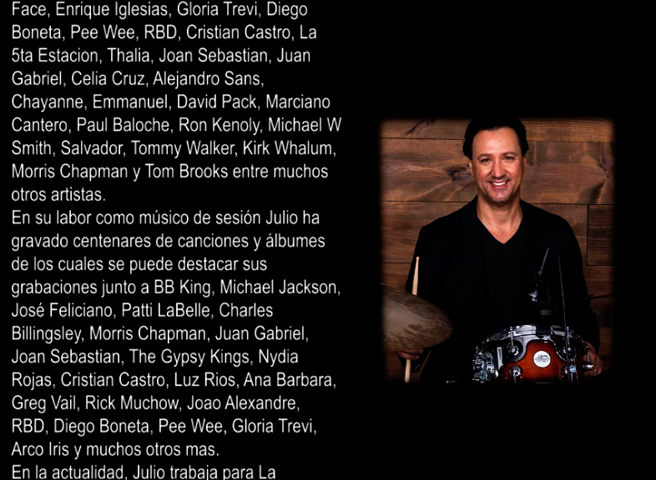 Face, Enrique Iglesias, Gloria Trevi, Diego
Boneta, Pee Wee, RBD, Cristian Castro, La
5ta Estacion, Thalia, Joan Sebastian, Juan
Gabriel, Celia Cruz, Alejandro Sans,
Chayanne, Emmanuel, David Pack, Marciano
Cantero, Paul Baloche, Ron Kenoly, Michael W
Smith, Salvador, Tommy Walker, Kirk Whalum,
Morris Chapman y Tom Brooks entre muchos
otros artistas.
En su labor como músico de sesión Julio ha
gravado centenares de canciones y álbumes
de los cuales se puede destacar sus
grabaciones junto a BB King, Michael Jackson,
José Feliciano, Patti LaBelle, Charles
Billingsley, Morris Chapman, Juan Gabriel,
Joan Sebastian, The Gypsy Kings, Nydia
Rojas, Cristian Castro, Luz Rios, Ana Barbara,
Greg Vail, Rick Muchow, Joao Alexandre,
RBD, Diego Boneta, Pee Wee, Gloria Trevi,
Arco Iris y muchos otros mas.
En la actualidad, Julio trabaja para La